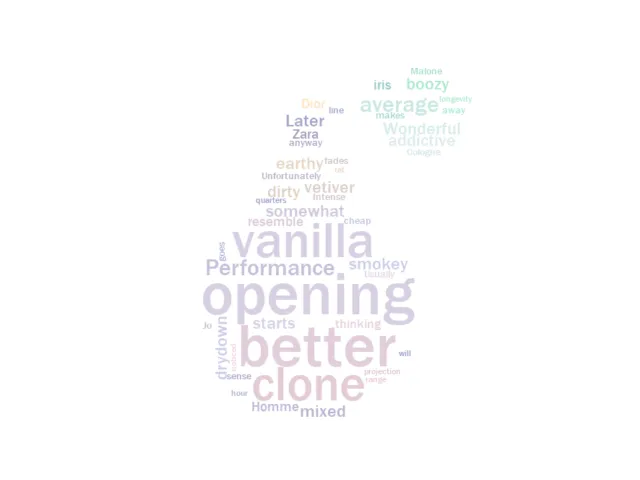 Malone
iris boozy
Dior average longevity
line makes away
Later Wonderful
Zara addictive
anyway Cologne
earthy fades
Unfortunately
dirty vetiver
quarters Intense
somewhat
resemble cheap
vanilla
goes
Performance smokey
Usually
opening
Jo starts thinking
drydown better will
clone projection
sense range
hour
Homme mixed